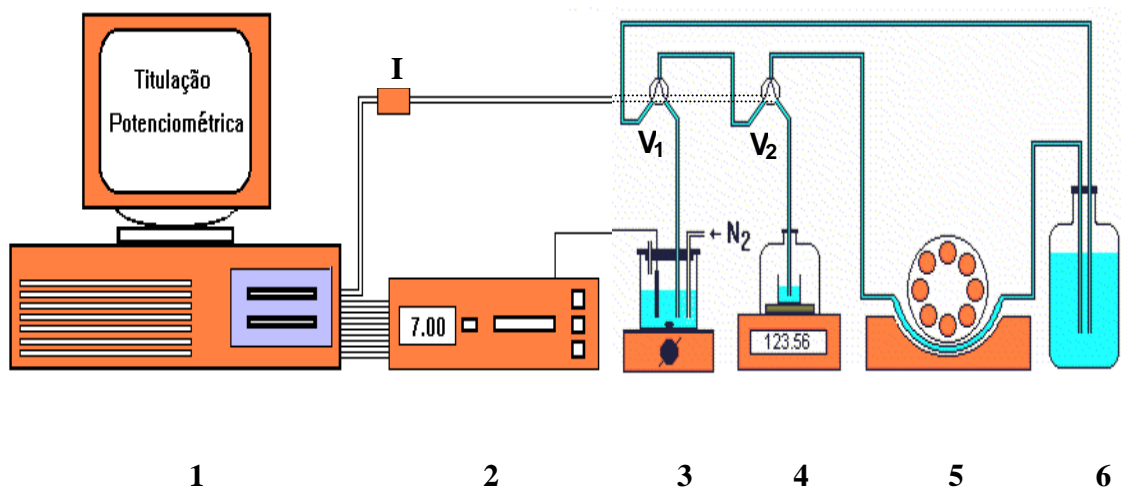 Titulação
Potenciométrica
I
V₁
V₂
← N₂
7.00
123.56
1 2 3 4 5 6